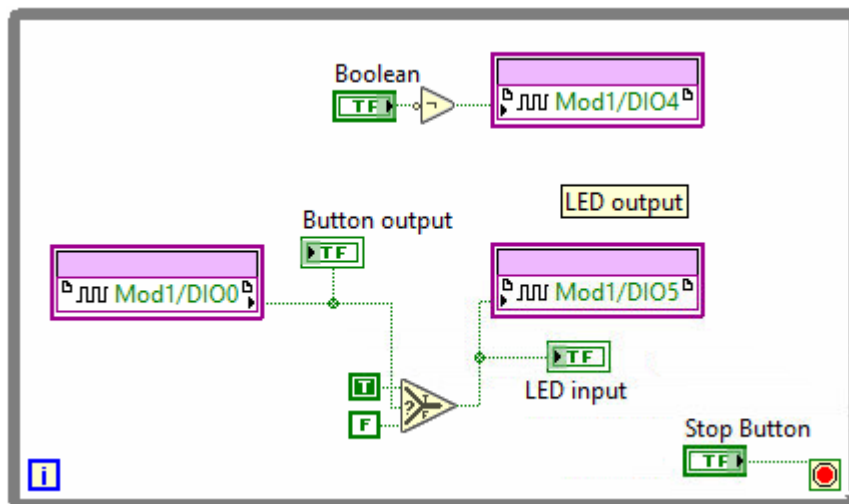 Boolean
TF
Mod1/DIO4
LED output
Button output
TF
Mod1/DIO0
Mod1/DIO5
T
?
T
F
F
TF
LED input
Stop Button
TF
i